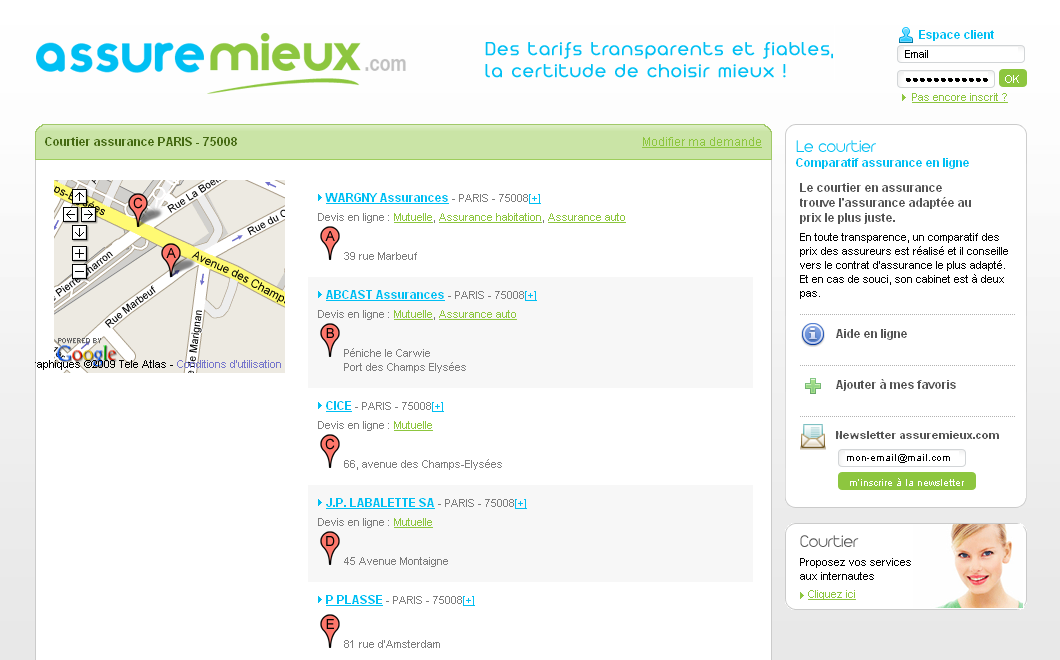 assuremieux.com
Des tarifs transparents et fiables,
la certitude de choisir mieux !
Espace client
Email
OK
Pas encore inscrit ?
Courtier assurance PARIS - 75008
Modifier ma demande
C
A
Rue du C
Avenue des Champs
Rue Marbeuf
POWERED BY
Google
raphiques ©2009 Tele Atlas - Conditions d'utilisation
WARGNY Assurances - PARIS - 75008[+]
Devis en ligne : Mutuelle, Assurance habitation, Assurance auto
A
39 rue Marbeuf
ABCAST Assurances - PARIS - 75008[+]
Devis en ligne : Mutuelle, Assurance auto
B
Péniche le Carwie
Port des Champs Elysées
CICE - PARIS - 75008[+]
Devis en ligne : Mutuelle
C
66, avenue des Champs-Elysées
J.P. LABALETTE SA - PARIS - 75008[+]
Devis en ligne : Mutuelle
D
45 Avenue Montaigne
P PLASSE - PARIS - 75008[+]
E
81 rue d'Amsterdam
Le courtier
Comparatif assurance en ligne
Le courtier en assurance
trouve l'assurance adaptée au
prix le plus juste.
En toute transparence, un comparatif des
prix des assureurs est réalisé et il conseille
vers le contrat d'assurance le plus adapté.
Et en cas de souci, son cabinet est à deux
pas.
Aide en ligne
Ajouter à mes favoris
Newsletter assuremieux.com
mon-email@mail.com
m'inscrire à la newsletter
Courtier
Proposez vos services
aux internautes
Cliquez ici